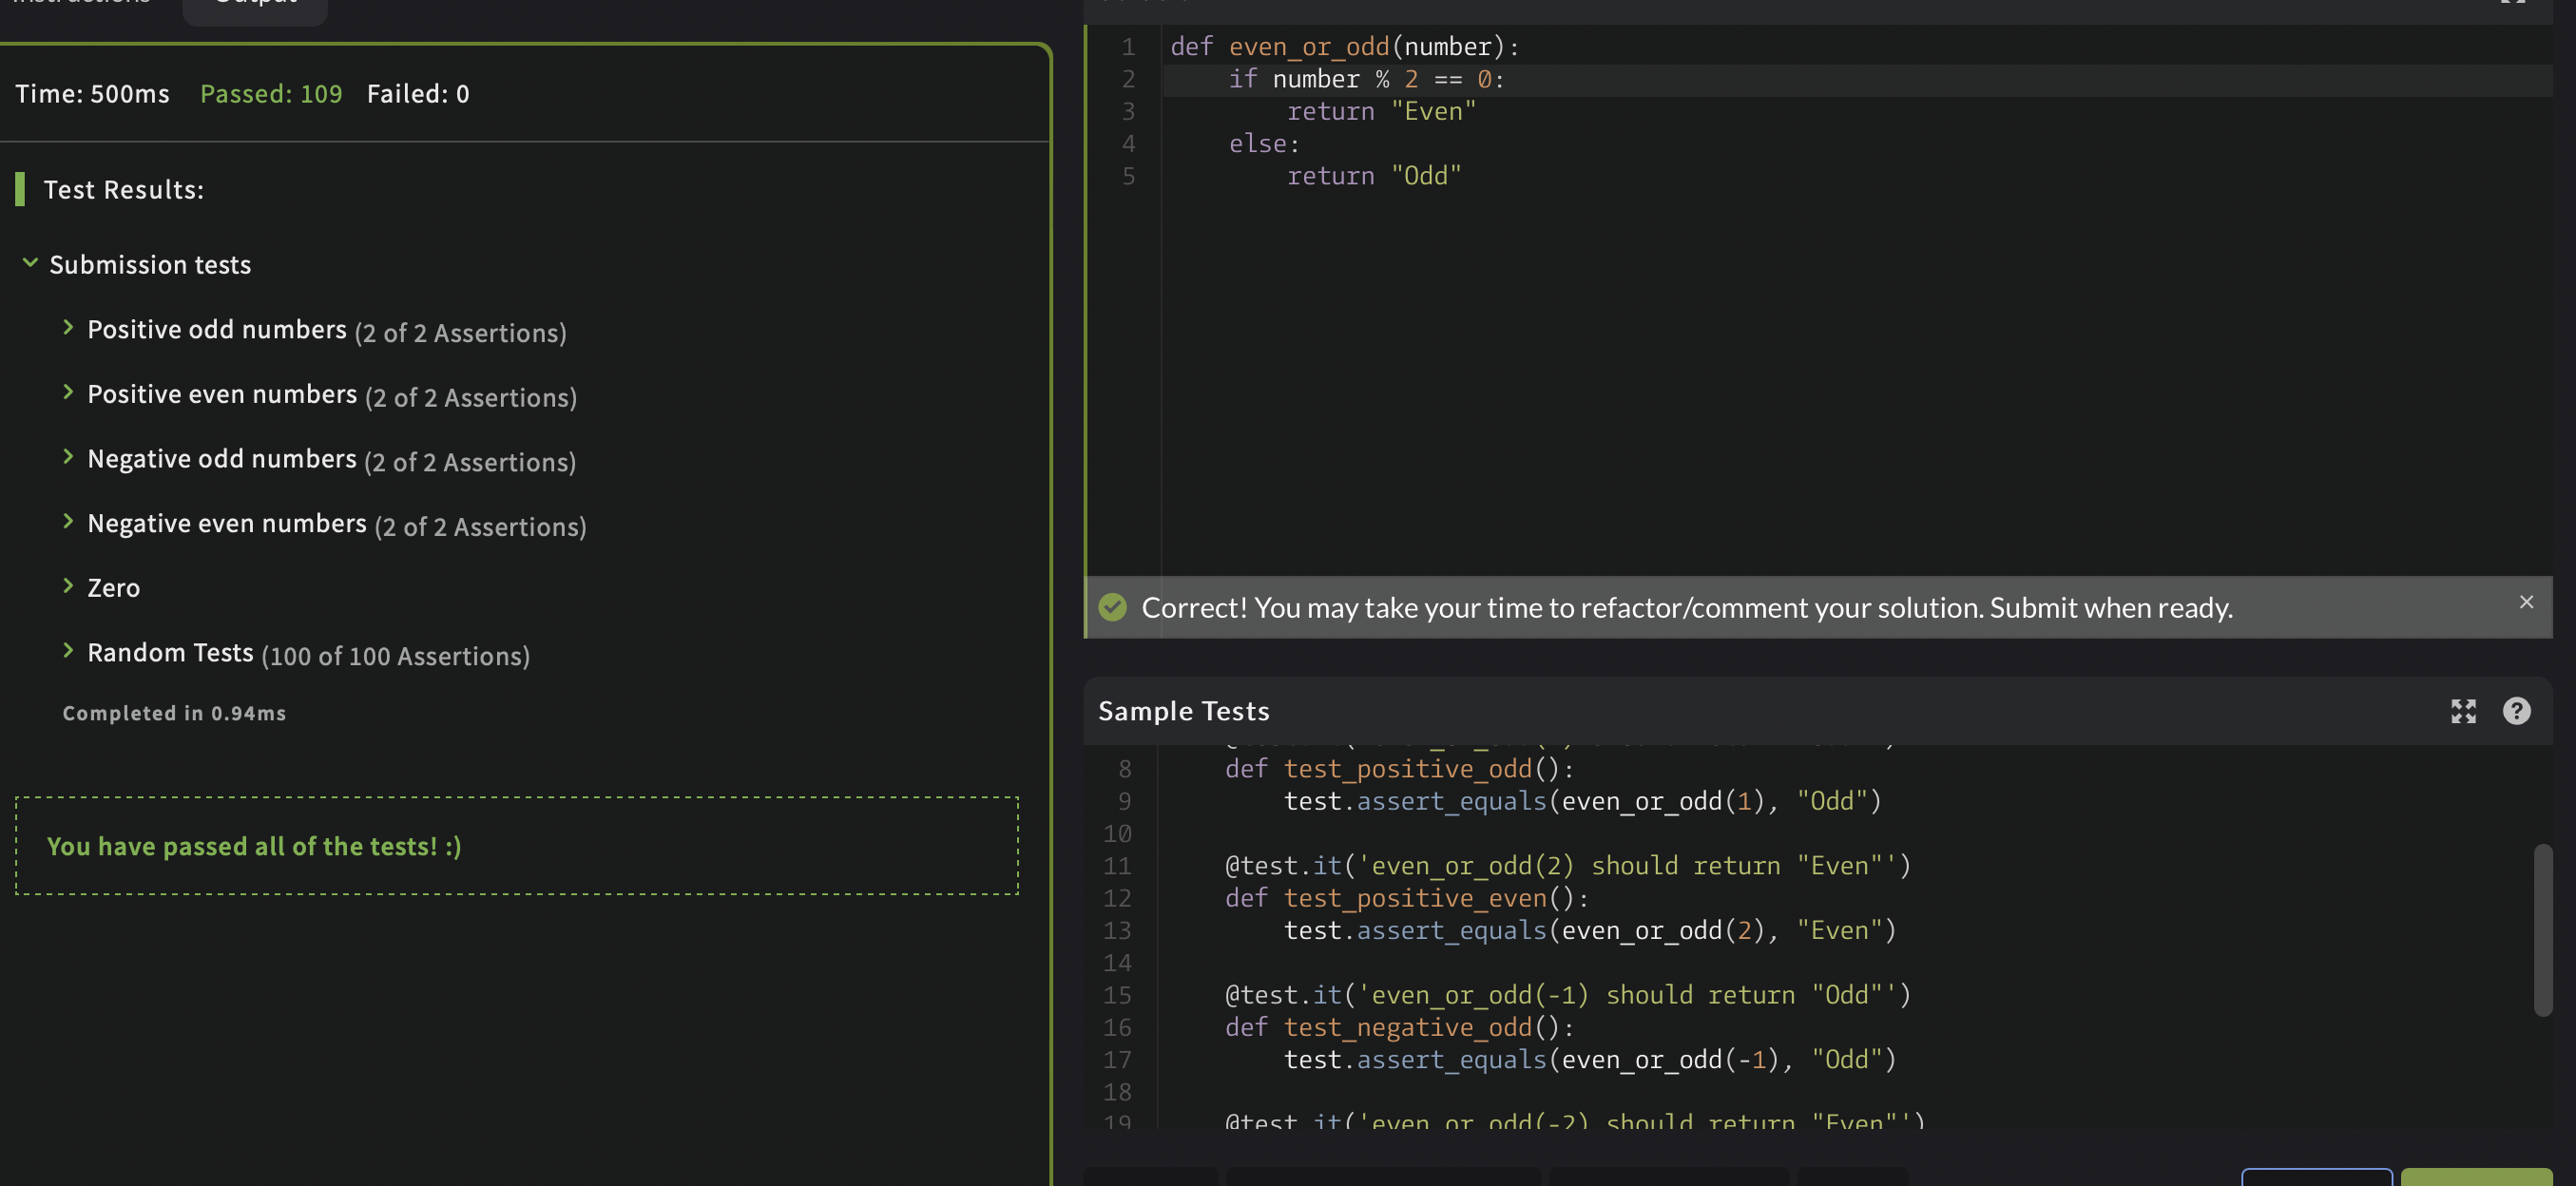 Time: 500ms Passed: 109 Failed: 0
Test Results:
Submission tests
Positive odd numbers (2 of 2 Assertions)
Positive even numbers (2 of 2 Assertions)
Negative odd numbers (2 of 2 Assertions)
Negative even numbers (2 of 2 Assertions)
Zero
Random Tests (100 of 100 Assertions)
Completed in 0.94ms
You have passed all of the tests! :)
1 def even_or_odd(number):
2     if number % 2 == 0:
3         return "Even"
4     else:
5         return "Odd"
Correct! You may take your time to refactor/comment your solution. Submit when ready.
Sample Tests
8     def test_positive_odd():
9         test.assert_equals(even_or_odd(1), "Odd")
10
11     @test.it('even_or_odd(2) should return "Even"')
12     def test_positive_even():
13         test.assert_equals(even_or_odd(2), "Even")
14
15     @test.it('even_or_odd(-1) should return "Odd"')
16     def test_negative_odd():
17         test.assert_equals(even_or_odd(-1), "Odd")
18
19     @test.it('even_or_odd(-2) should return "Even"')